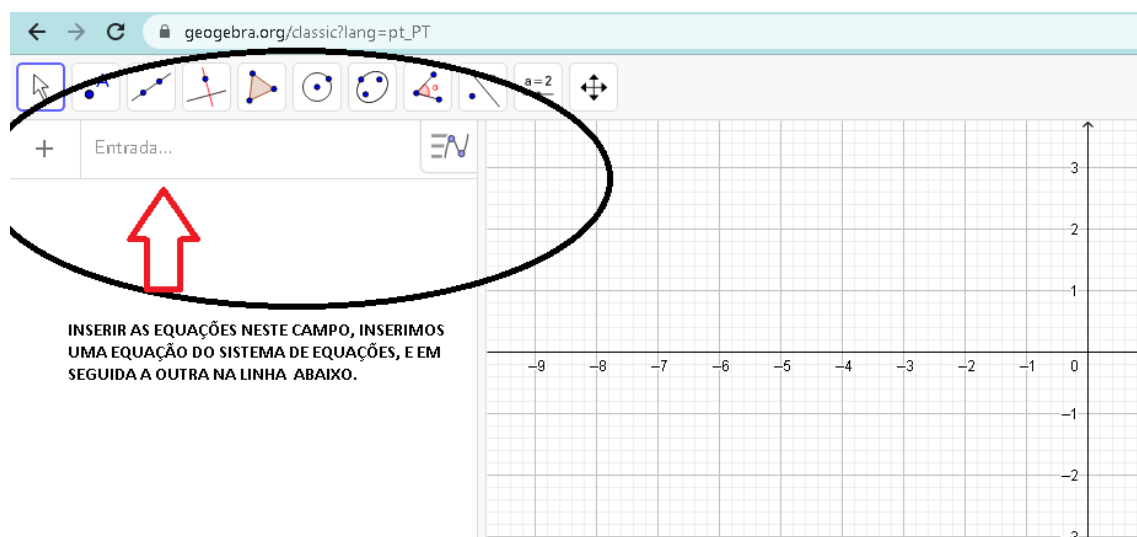 geogebra.org/classic?lang=pt_PT
A
α
a=2
+ Entrada...
INSERIR AS EQUAÇÕES NESTE CAMPO, INSERIMOS
UMA EQUAÇÃO DO SISTEMA DE EQUAÇÕES, E EM
SEGUIDA A OUTRA NA LINHA ABAIXO.
3
2
1
–9 –8 –7 –6 –5 –4 –3 –2 –1 0
–1
–2